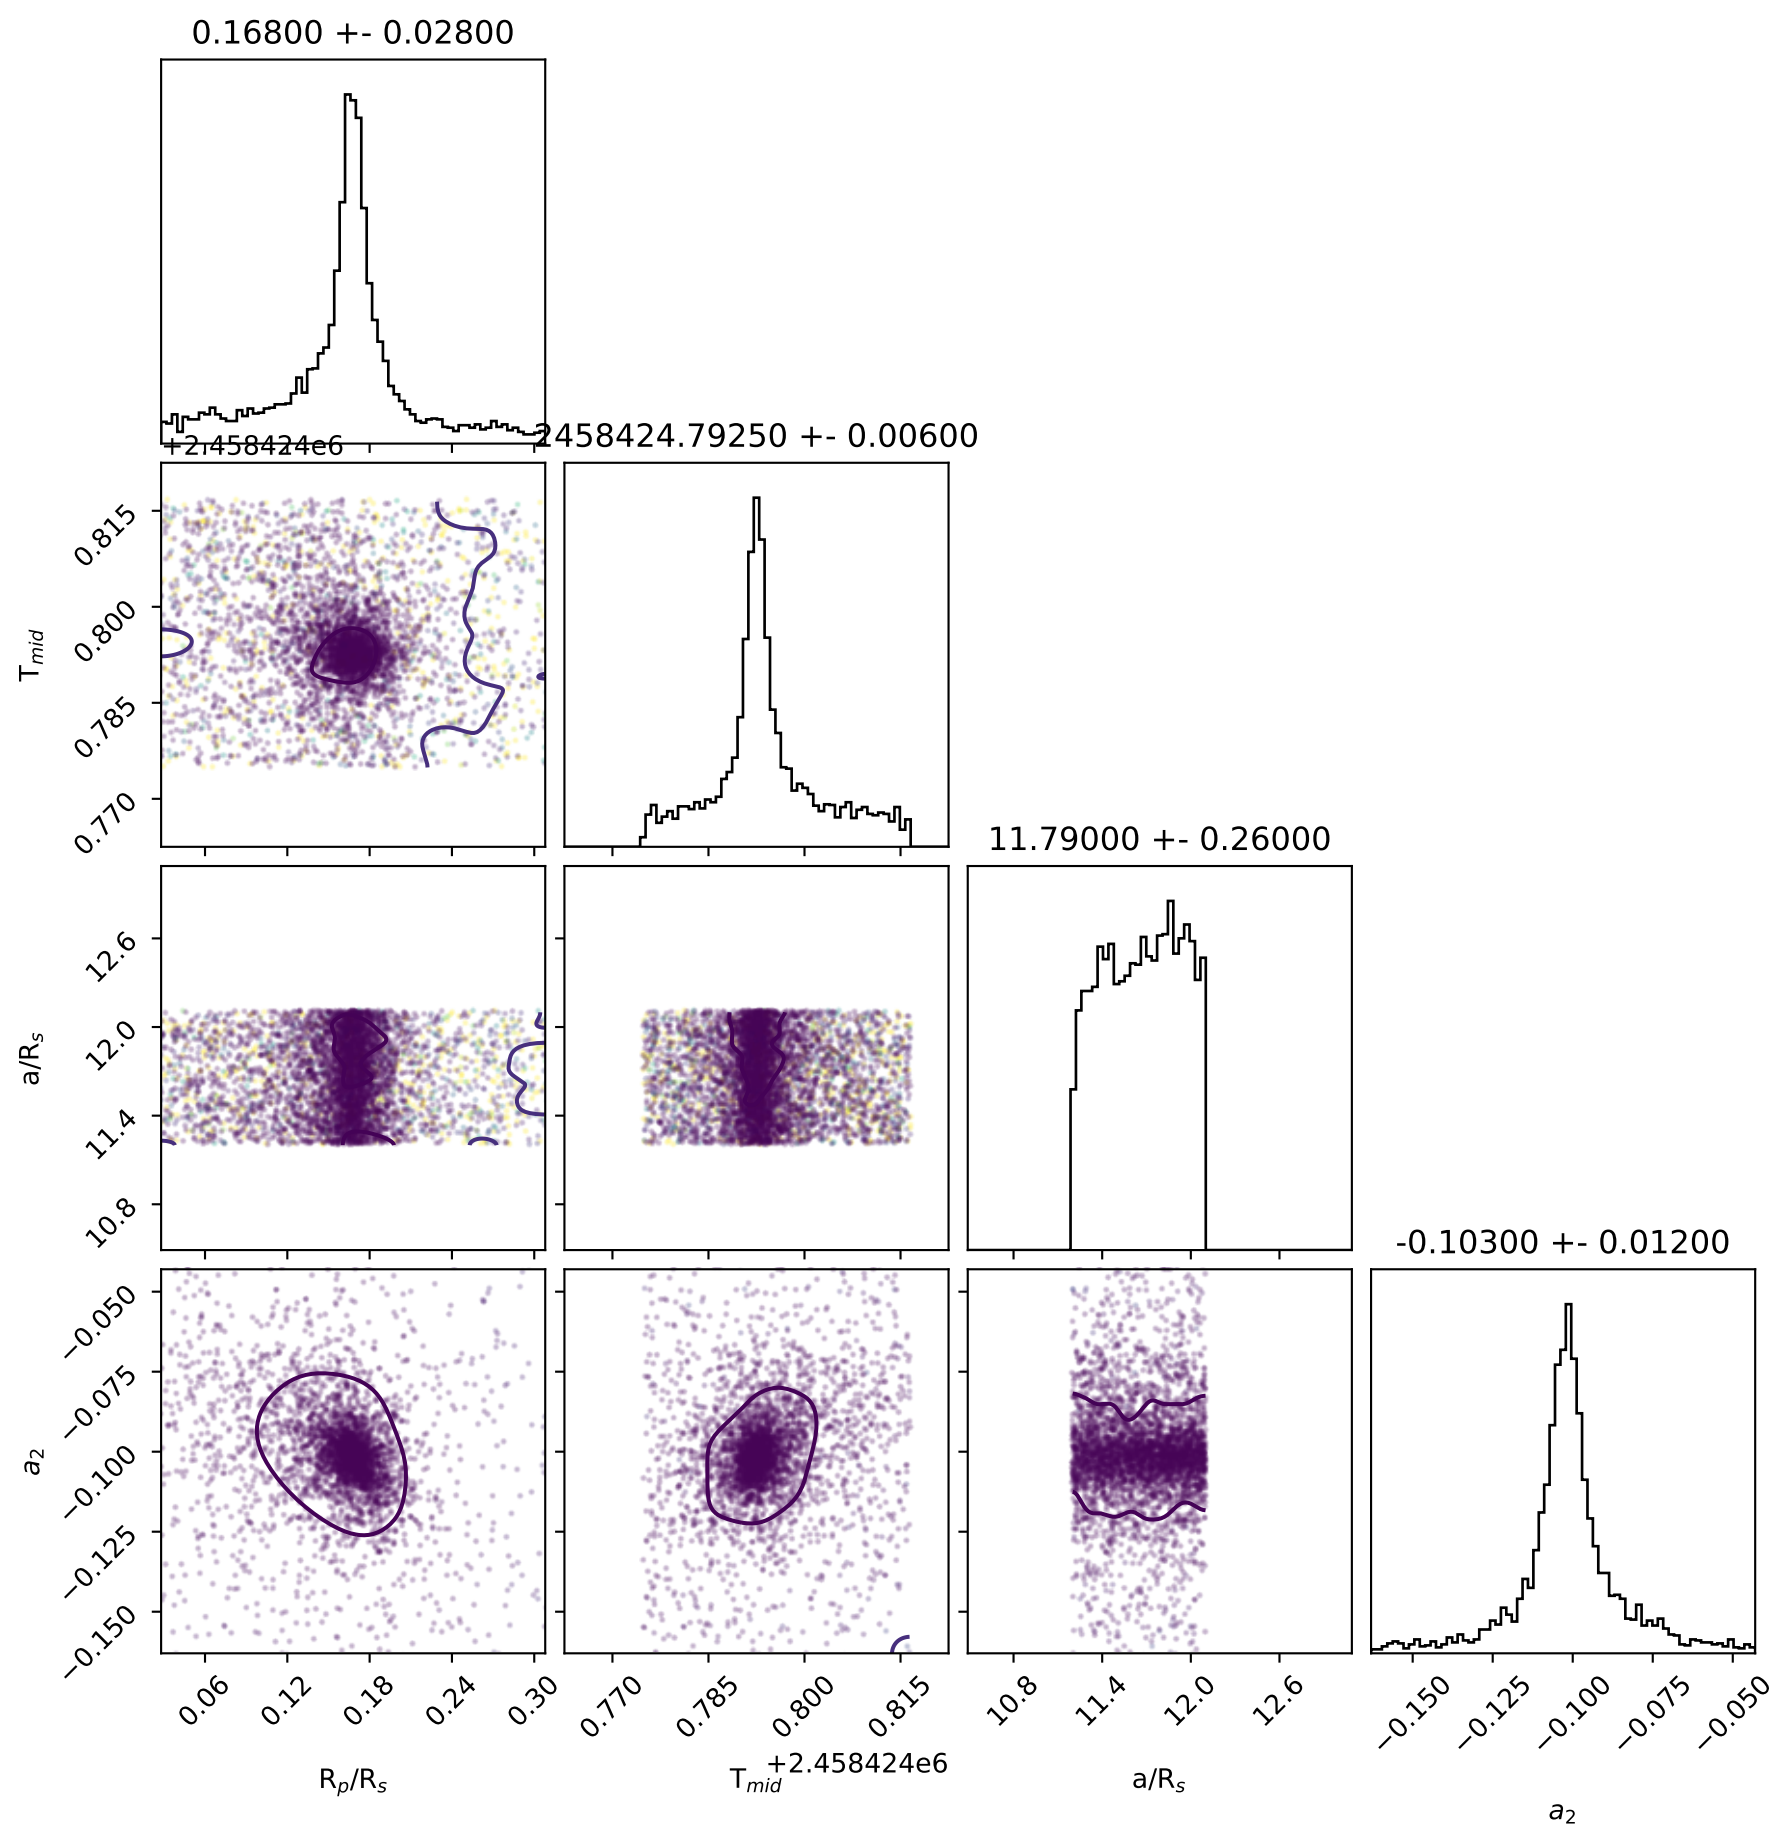 0.16800 +- 0.02800
+2.458424e6
2458424.79250 +- 0.00600
0.815
0.800
0.785
0.770
T_mid
11.79000 +- 0.26000
12.6
12.0
11.4
10.8
a/R_s
-0.10300 +- 0.01200
−0.050
−0.075
−0.100
−0.125
−0.150
a_2
0.06 0.12 0.18 0.24 0.30
0.770 0.785 0.800 0.815
10.8 11.4 12.0 12.6
−0.150 −0.125 −0.100 −0.075 −0.050
+2.458424e6
R_p/R_s
T_mid
a/R_s
a_2